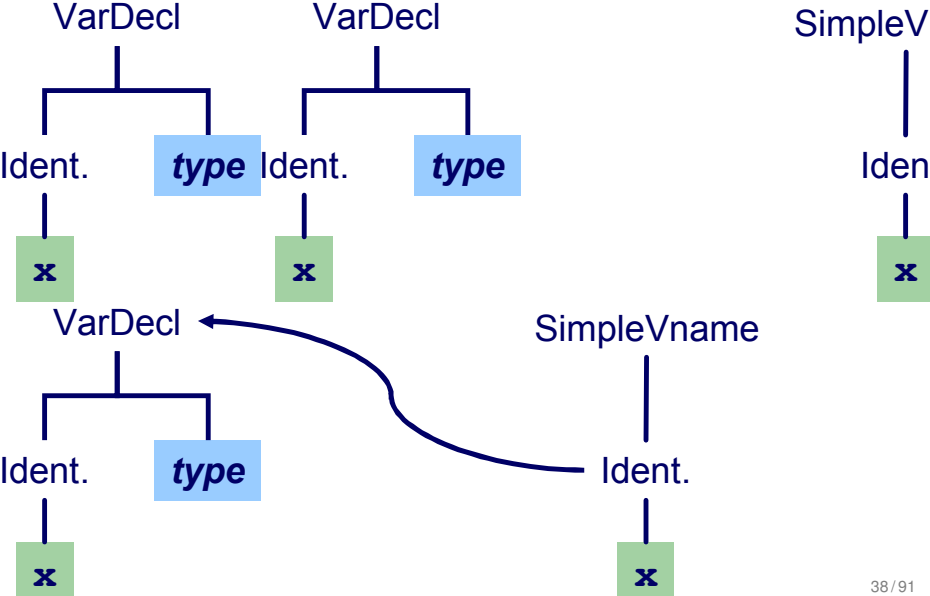 VarDecl VarDecl SimpleV
Ident. type Ident. type Iden
x x x
VarDecl SimpleVname
Ident. type Ident.
x x
38/91